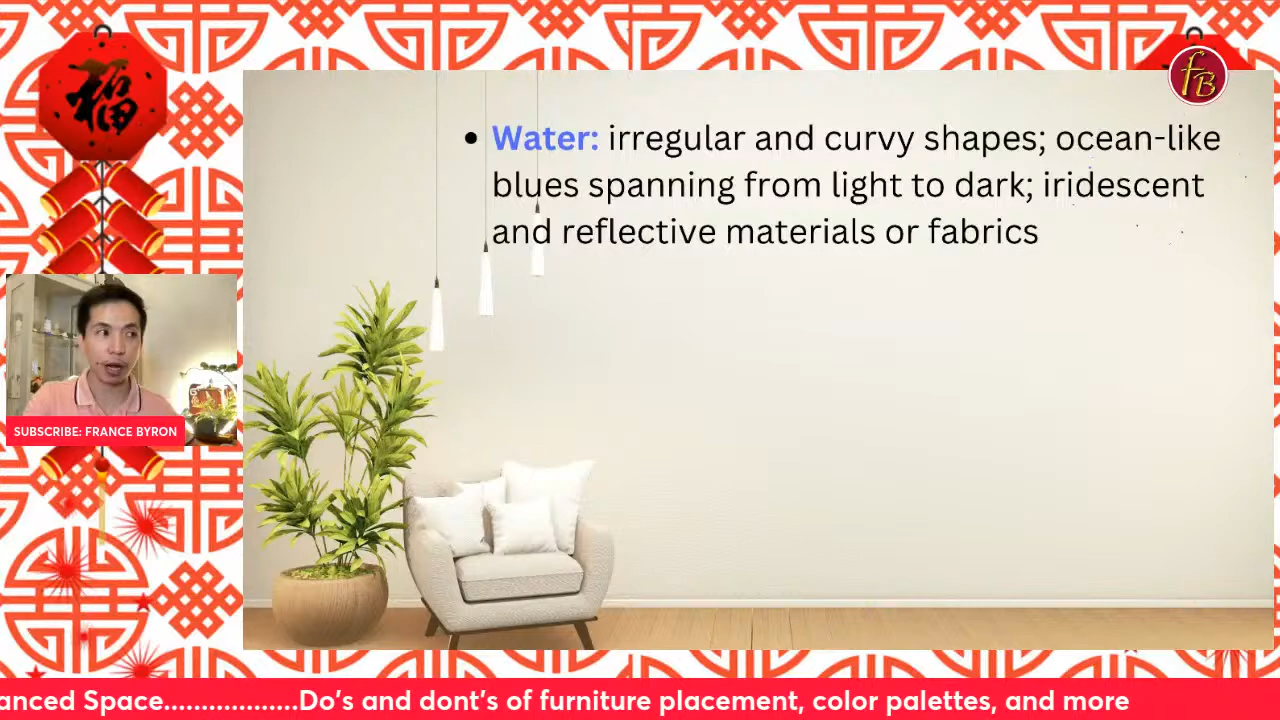 福
fB
• Water: irregular and curvy shapes; ocean-like
blues spanning from light to dark; iridescent
and reflective materials or fabrics
SUBSCRIBE: FRANCE BYRON
anced Space..................Do's and dont's of furniture placement, color palettes, and more